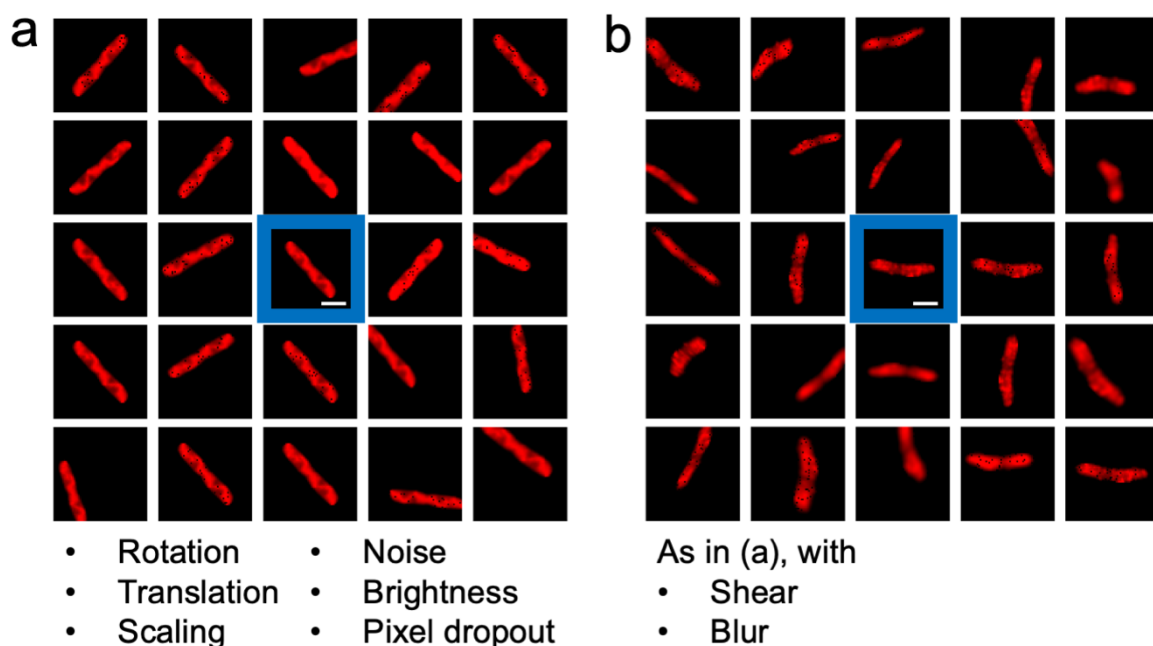 a
b
• Rotation • Noise
• Translation • Brightness
• Scaling • Pixel dropout
As in (a), with
• Shear
• Blur